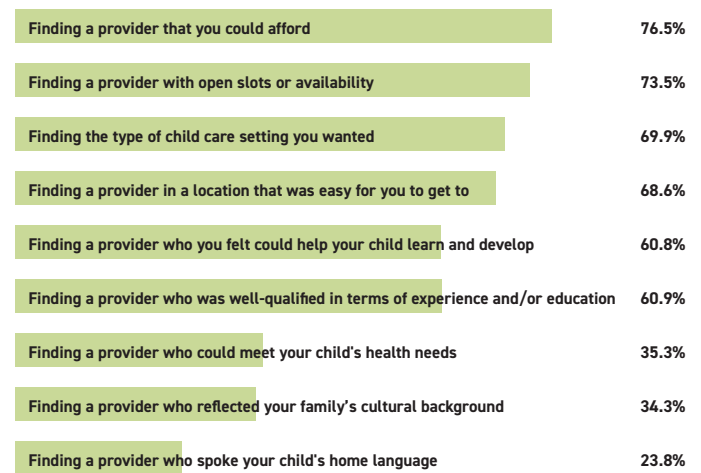 Finding a provider that you could afford 76.5%
Finding a provider with open slots or availability 73.5%
Finding the type of child care setting you wanted 69.9%
Finding a provider in a location that was easy for you to get to 68.6%
Finding a provider who you felt could help your child learn and develop 60.8%
Finding a provider who was well-qualified in terms of experience and/or education 60.9%
Finding a provider who could meet your child's health needs 35.3%
Finding a provider who reflected your family’s cultural background 34.3%
Finding a provider who spoke your child's home language 23.8%